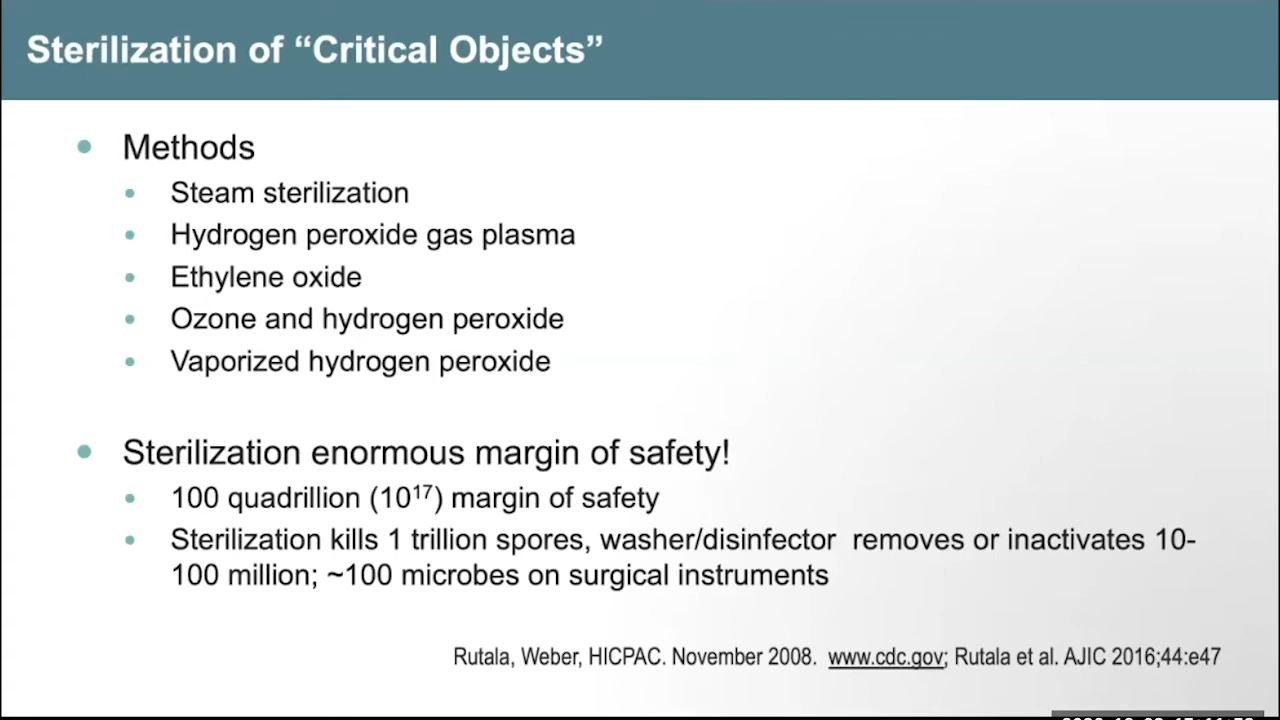 Sterilization of “Critical Objects”
• Methods
• Steam sterilization
• Hydrogen peroxide gas plasma
• Ethylene oxide
• Ozone and hydrogen peroxide
• Vaporized hydrogen peroxide
• Sterilization enormous margin of safety!
• 100 quadrillion (10¹⁷) margin of safety
• Sterilization kills 1 trillion spores, washer/disinfector removes or inactivates 10-
100 million; ~100 microbes on surgical instruments
Rutala, Weber, HICPAC. November 2008. www.cdc.gov; Rutala et al. AJIC 2016;44:e47